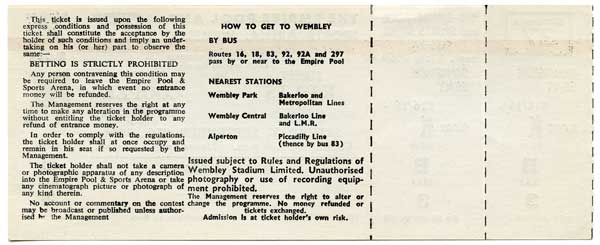 This ticket is issued upon the following
express conditions and possession of this
ticket shall constitute the acceptance by the
holder of such conditions and imply an under-
taking on his (or her) part to observe the
same:—
BETTING IS STRICTLY PROHIBITED
Any person contravening this condition may
be required to leave the Empire Pool &
Sports Arena, in which event no entrance
money will be refunded.
The Management reserves the right at any
time to make any alteration in the programme
without entitling the ticket holder to any
refund of entrance money.
In order to comply with the regulations,
the ticket holder shall at once occupy and
remain in his seat if so requested by the
Management.
The ticket holder shall not take a camera
or photographic apparatus of any description
into the Empire Pool & Sports Arena or take
any cinematograph picture or photograph of
any kind therein.
No account or commentary on the contest
may be broadcast or published unless author-
ised by the Management
HOW TO GET TO WEMBLEY
BY BUS
Routes 16, 18, 83, 92, 92A and 297
pass by or near to the Empire Pool
NEAREST STATIONS
Wembley Park Bakerloo and
Metropolitan Lines
Wembley Central Bakerloo Line
and L.M.R.
Alperton Piccadilly Line
(thence by bus 83)
Issued subject to Rules and Regulations of
Wembley Stadium Limited. Unauthorised
photography or use of recording equip-
ment prohibited.
The Management reserves the right to alter or
change the programme. No money refunded or
tickets exchanged.
Admission is at ticket holder's own risk.